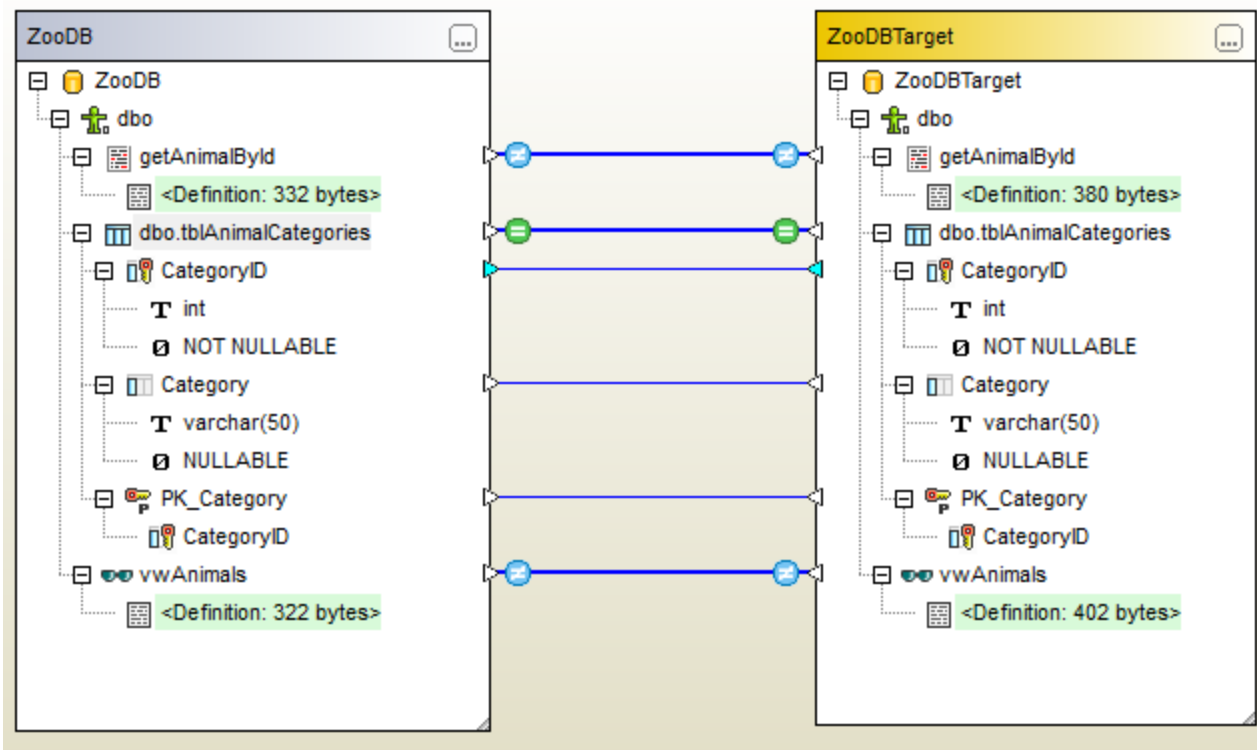 ZooDB
...
ZooDB
dbo
getAnimalById
<Definition: 332 bytes>
dbo.tblAnimalCategories
CategoryID
T int
NOT NULLABLE
Category
T varchar(50)
NULLABLE
P PK_Category
CategoryID
vwAnimals
<Definition: 322 bytes>
ZooDBTarget
...
ZooDBTarget
dbo
getAnimalById
<Definition: 380 bytes>
dbo.tblAnimalCategories
CategoryID
T int
NOT NULLABLE
Category
T varchar(50)
NULLABLE
P PK_Category
CategoryID
vwAnimals
<Definition: 402 bytes>